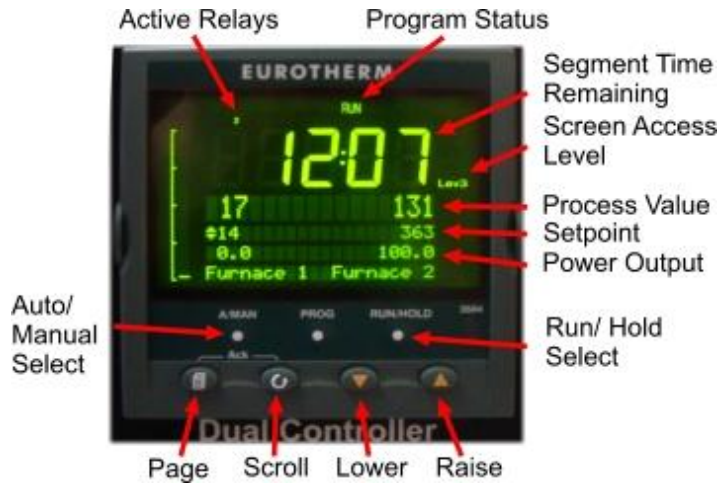 Active Relays
Program Status
EUROTHERM
Segment Time
Remaining
RUN
2
12:07
Screen Access
Level
Lev3
17 131
Process Value
14 363
Setpoint
0.0 100.0
Power Output
Furnace 1 Furnace 2
Auto/
Manual
Select
A/MAN PROG RUN/HOLD
Run/ Hold
Select
Ack
Dual Controller
Page Scroll Lower Raise